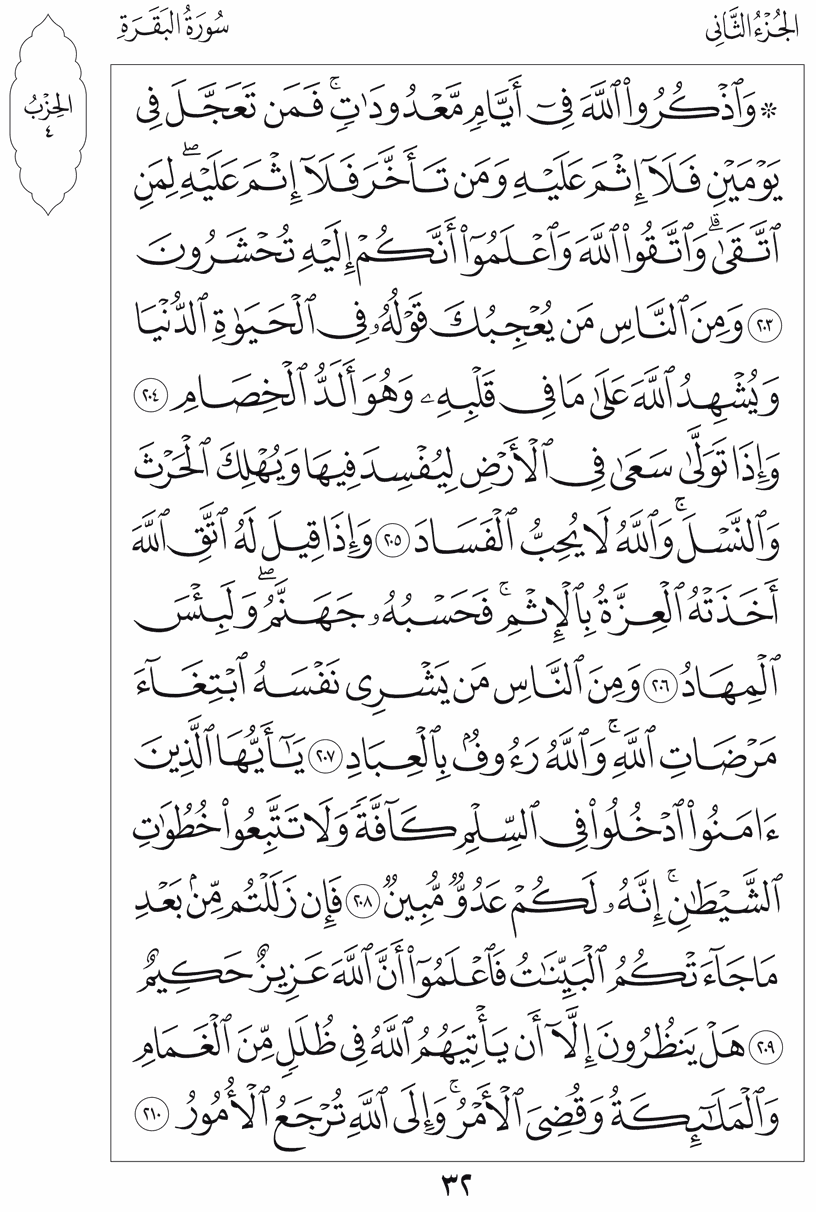 الجُزْءُ الثَّانِى
سُورَةُ البَقَرَةِ
الحِزْبُ
٤
۞ وَٱذْكُرُوا۟ ٱللَّهَ فِىٓ أَيَّامٍ مَّعْدُودَٰتٍ ۚ فَمَن تَعَجَّلَ فِى
يَوْمَيْنِ فَلَآ إِثْمَ عَلَيْهِ وَمَن تَأَخَّرَ فَلَآ إِثْمَ عَلَيْهِ ۖ لِمَنِ
ٱتَّقَىٰ ۗ وَٱتَّقُوا۟ ٱللَّهَ وَٱعْلَمُوٓا۟ أَنَّكُمْ إِلَيْهِ تُحْشَرُونَ
٢٠٣ وَمِنَ ٱلنَّاسِ مَن يُعْجِبُكَ قَوْلُهُۥ فِى ٱلْحَيَوٰةِ ٱلدُّنْيَا
وَيُشْهِدُ ٱللَّهَ عَلَىٰ مَا فِى قَلْبِهِۦ وَهُوَ أَلَدُّ ٱلْخِصَامِ ٢٠٤
وَإِذَا تَوَلَّىٰ سَعَىٰ فِى ٱلْأَرْضِ لِيُفْسِدَ فِيهَا وَيُهْلِكَ ٱلْحَرْثَ
وَٱلنَّسْلَ ۚ وَٱللَّهُ لَا يُحِبُّ ٱلْفَسَادَ ٢٠٥ وَإِذَا قِيلَ لَهُ ٱتَّقِ ٱللَّهَ
أَخَذَتْهُ ٱلْعِزَّةُ بِٱلْإِثْمِ ۚ فَحَسْبُهُۥ جَهَنَّمُ ۖ وَلَبِئْسَ
ٱلْمِهَادُ ٢٠٦ وَمِنَ ٱلنَّاسِ مَن يَشْرِى نَفْسَهُ ٱبْتِغَآءَ
مَرْضَاتِ ٱللَّهِ ۚ وَٱللَّهُ رَءُوفٌۢ بِٱلْعِبَادِ ٢٠٧ يَٰٓأَيُّهَا ٱلَّذِينَ
ءَامَنُوا۟ ٱدْخُلُوا۟ فِى ٱلسِّلْمِ كَآفَّةً وَلَا تَتَّبِعُوا۟ خُطُوَٰتِ
ٱلشَّيْطَٰنِ ۚ إِنَّهُۥ لَكُمْ عَدُوٌّ مُّبِينٌ ٢٠٨ فَإِن زَلَلْتُم مِّنۢ بَعْدِ
مَا جَآءَتْكُمُ ٱلْبَيِّنَٰتُ فَٱعْلَمُوٓا۟ أَنَّ ٱللَّهَ عَزِيزٌ حَكِيمٌ
٢٠٩ هَلْ يَنظُرُونَ إِلَّآ أَن يَأْتِيَهُمُ ٱللَّهُ فِى ظُلَلٍ مِّنَ ٱلْغَمَامِ
وَٱلْمَلَٰٓئِكَةُ وَقُضِىَ ٱلْأَمْرُ ۚ وَإِلَى ٱللَّهِ تُرْجَعُ ٱلْأُمُورُ ٢١٠
٣٢